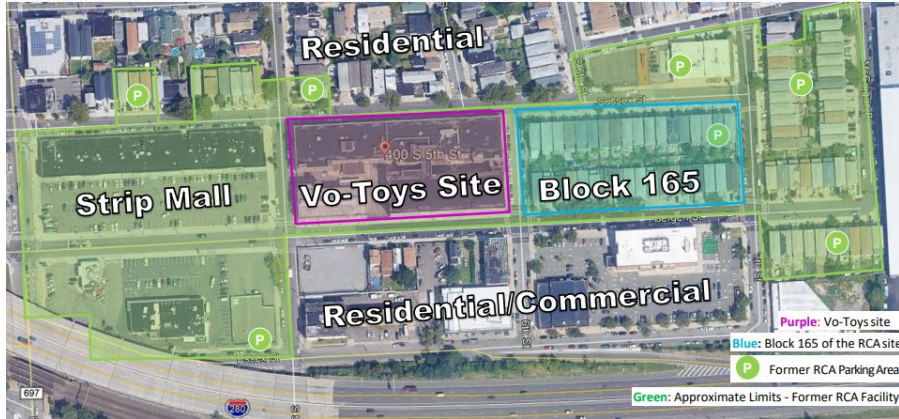 Residential
P
P
P
P
Sussex St
P
400 S 5th St
Strip Mall
Vo-Toys Site
Block 165
Bergen St
P
Residential/Commercial
P
Purple: Vo-Toys site
Blue: Block 165 of the RCA site
P Former RCA Parking Area
Green: Approximate Limits - Former RCA Facility
697
280